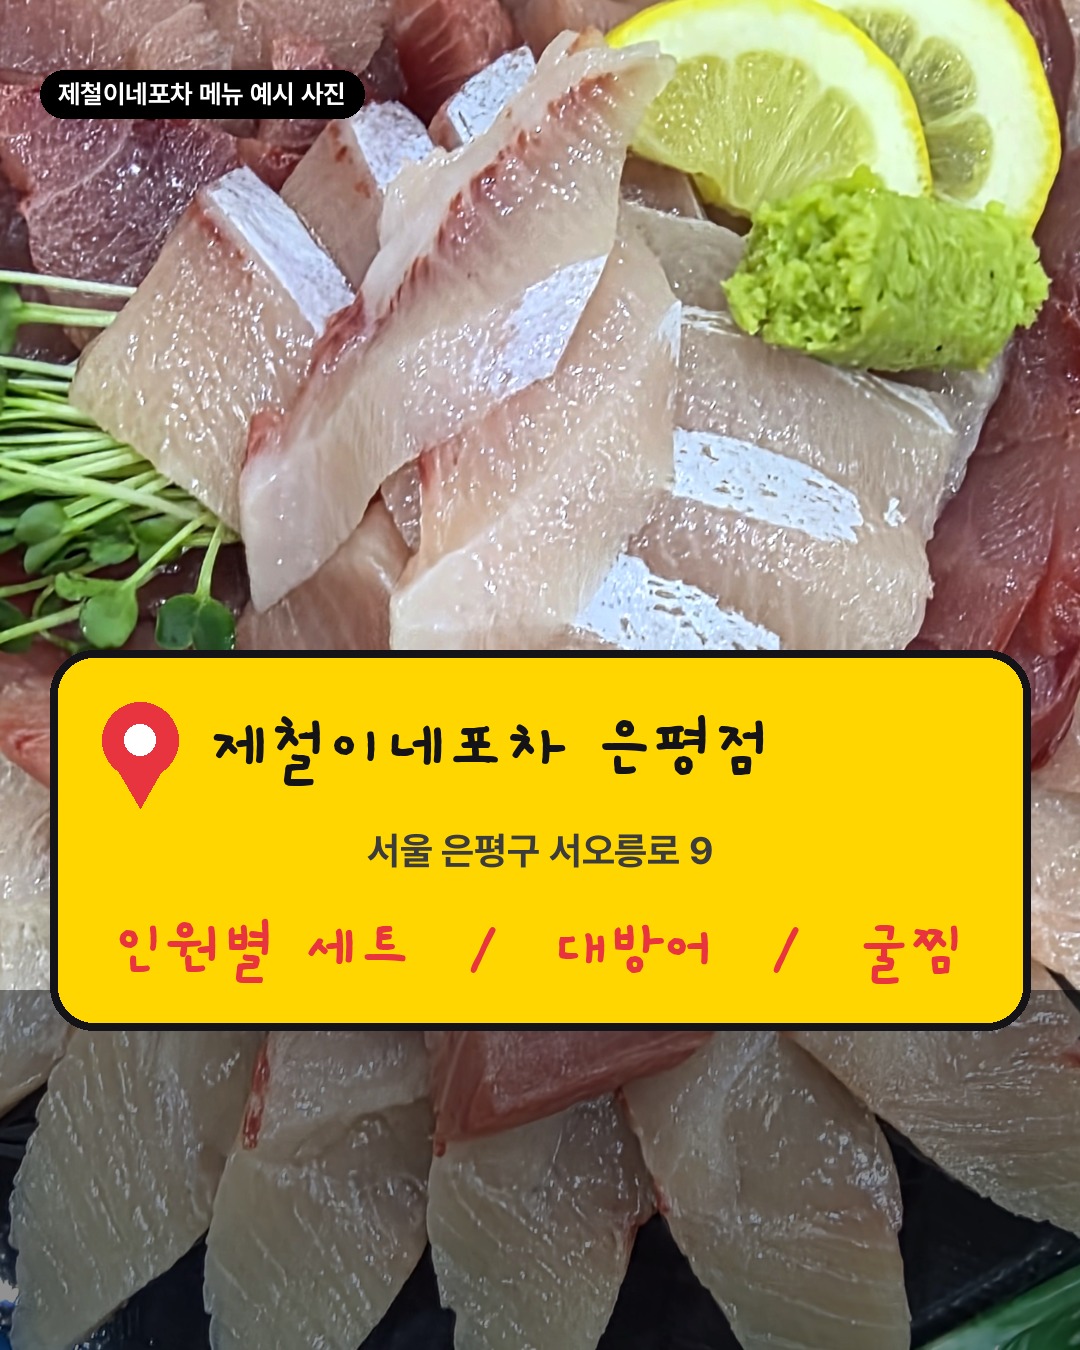 제철이네포차 메뉴 예시 사진
제철이네포차 은평점
서울 은평구 서오릉로 9
인원별 세트 / 대방어 / 굴찜